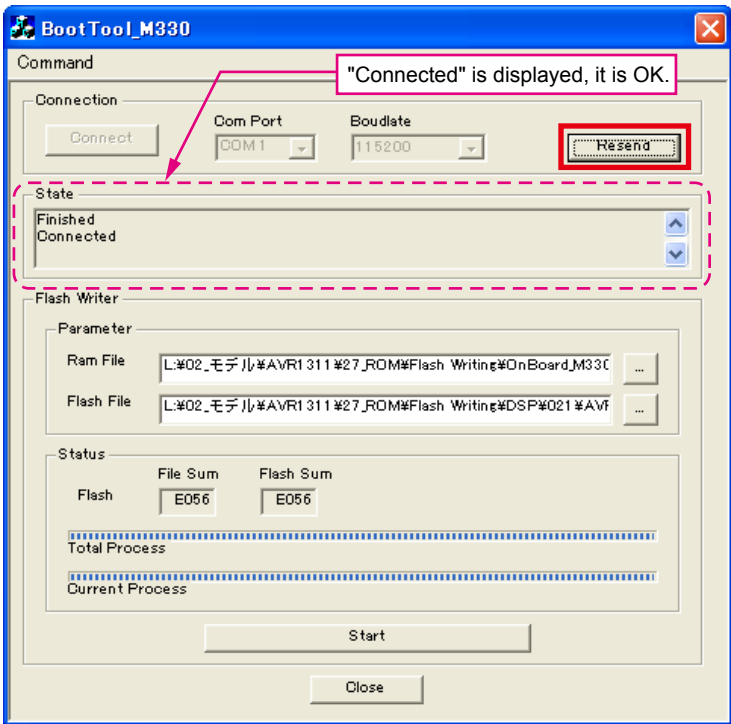 BootTool_M330
Command
"Connected" is displayed, it is OK.
Connection
Com Port
Boudlate
Connect
COM1
115200
Resend
State
Finished
Connected
Flash Writer
Parameter
Ram File
L:¥02_モデル¥AVR1311¥27_ROM¥Flash Writing¥OnBoard_M330
...
Flash File
L:¥02_モデル¥AVR1311¥27_ROM¥Flash Writing¥DSP¥021¥AVR
...
Status
File Sum
Flash Sum
Flash
E056
E056
Total Process
Current Process
Start
Close